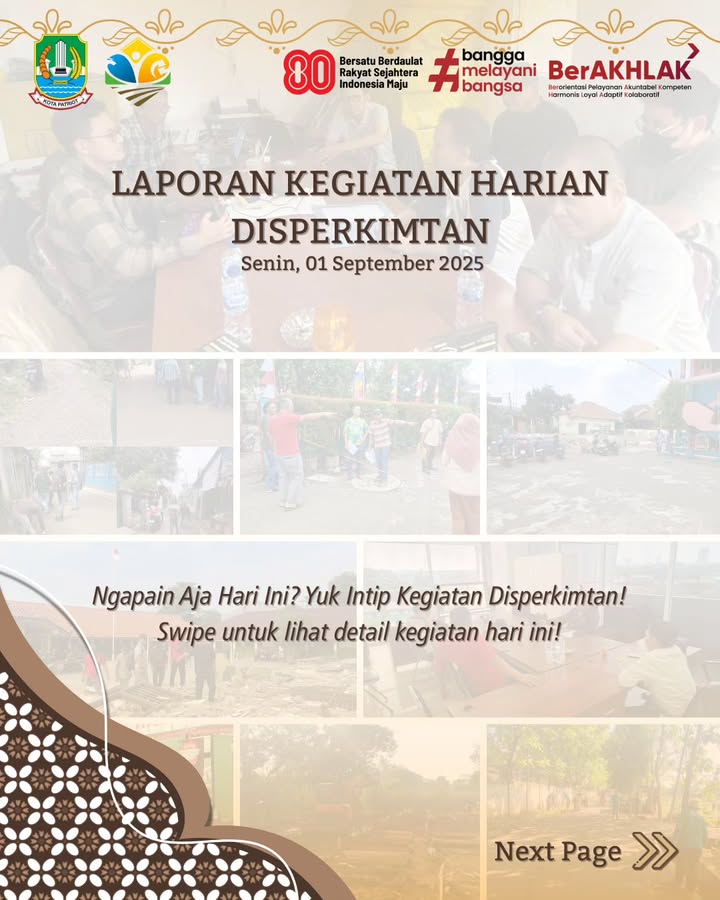 KOTA PATRIOT
80
Bersatu Berdaulat
Rakyat Sejahtera
Indonesia Maju
#bangga
melayani
bangsa
BerAKHLAK
Berorientasi Pelayanan Akuntabel Kompeten
Harmonis Loyal Adaptif Kolaboratif
LAPORAN KEGIATAN HARIAN
DISPERKIMTAN
Senin, 01 September 2025
Ngapain Aja Hari Ini? Yuk Intip Kegiatan Disperkimtan!
Swipe untuk lihat detail kegiatan hari ini!
Next Page